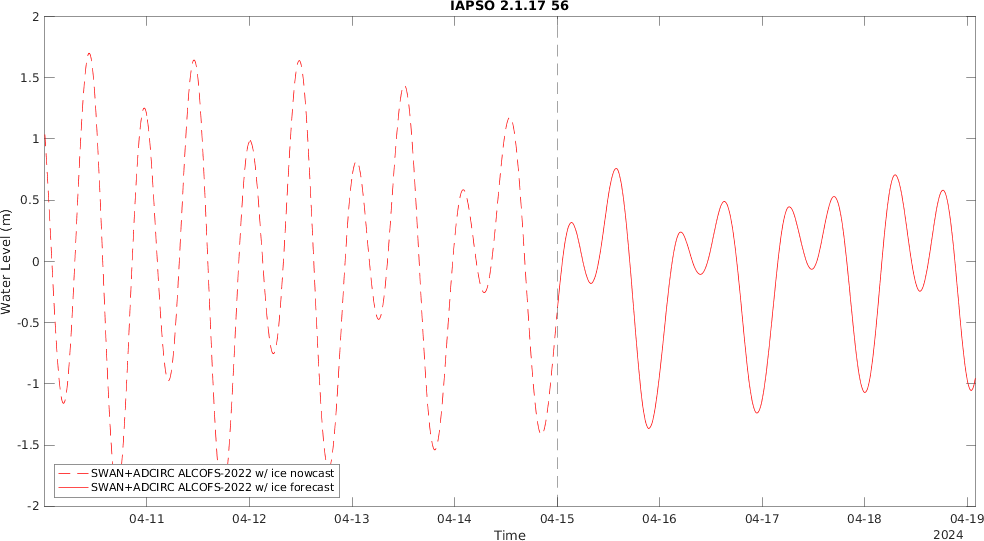 IAPSO 2.1.17 56
2
1.5
1
0.5
0
-0.5
-1
-1.5
-2
Water Level (m)
SWAN+ADCIRC ALCOFS-2022 w/ ice nowcast
SWAN+ADCIRC ALCOFS-2022 w/ ice forecast
04-11 04-12 04-13 04-14 04-15 04-16 04-17 04-18 04-19
Time
2024